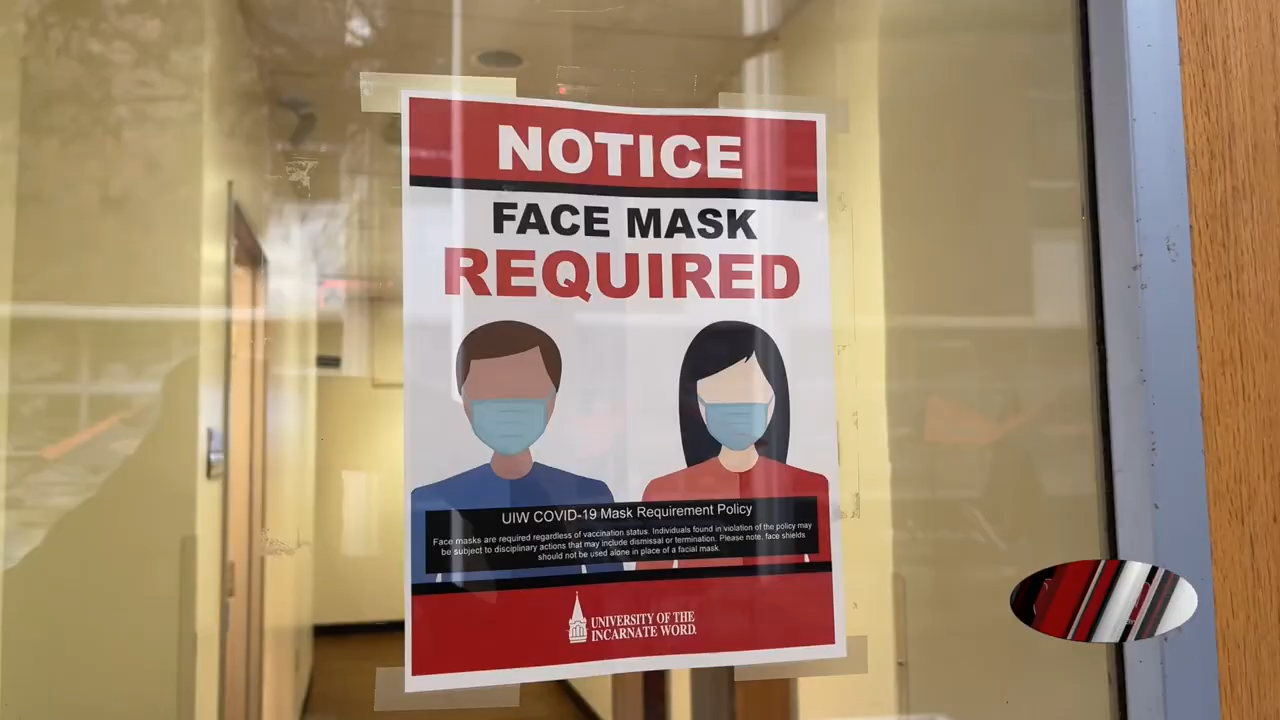 NOTICE
FACE MASK
REQUIRED
UIW COVID-19 Mask Requirement Policy
Face masks are required regardless of vaccination status. Individuals found in violation of the policy may
be subject to disciplinary actions that may include dismissal or termination. Please note, face shields
should not be used alone in place of a facial mask.
UNIVERSITY OF THE
INCARNATE WORD